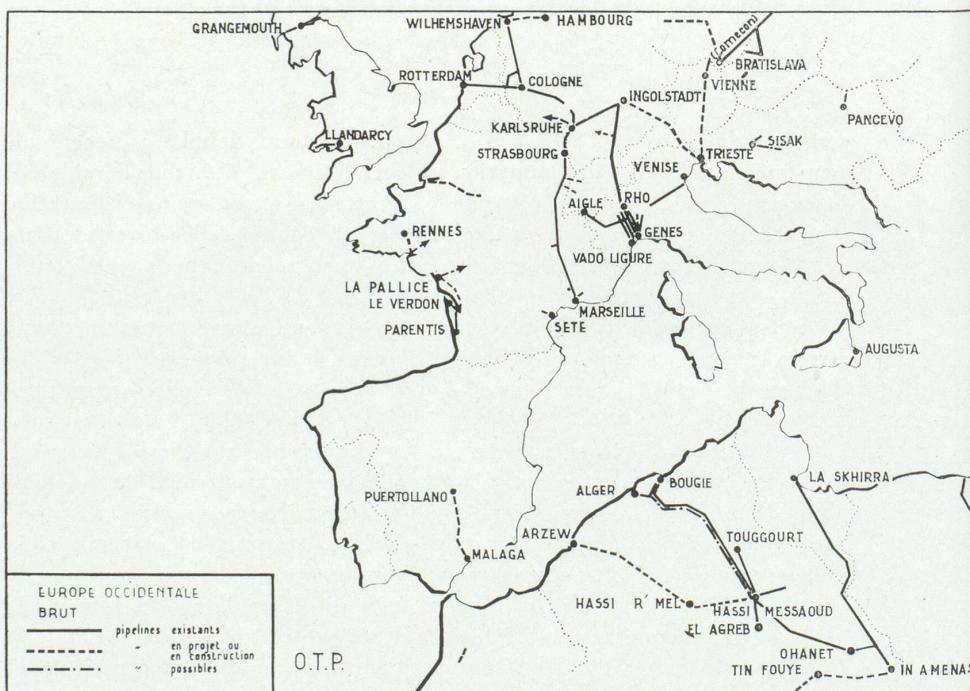 GRANGEMOUTH
WILHEMSHAVEN
HAMBOURG
(Comecon)
BRATISLAVA
ROTTERDAM
COLOGNE
VIENNE
INGOLSTADT
PANCEVO
KARLSRUHE
LLANDARCY
SISAK
STRASBOURG
TRIESTE
VENISE
AIGLE
RHO
RENNES
GENES
VADO LIGURE
LA PALLICE
LE VERDON
MARSEILLE
PARENTIS
SETE
AUGUSTA
LA SKHIRRA
BOUGIE
ALGER
PUERTOLLANO
ARZEW
TOUGGOURT
MALAGA
HASSI R'MEL
HASSI MESSAOUD
EL AGREB
OHANET
TIN FOUYE
IN AMENAS
EUROPE OCCIDENTALE
BRUT
pipelines existants
" en projet ou
en construction
" possibles
O.T.P.